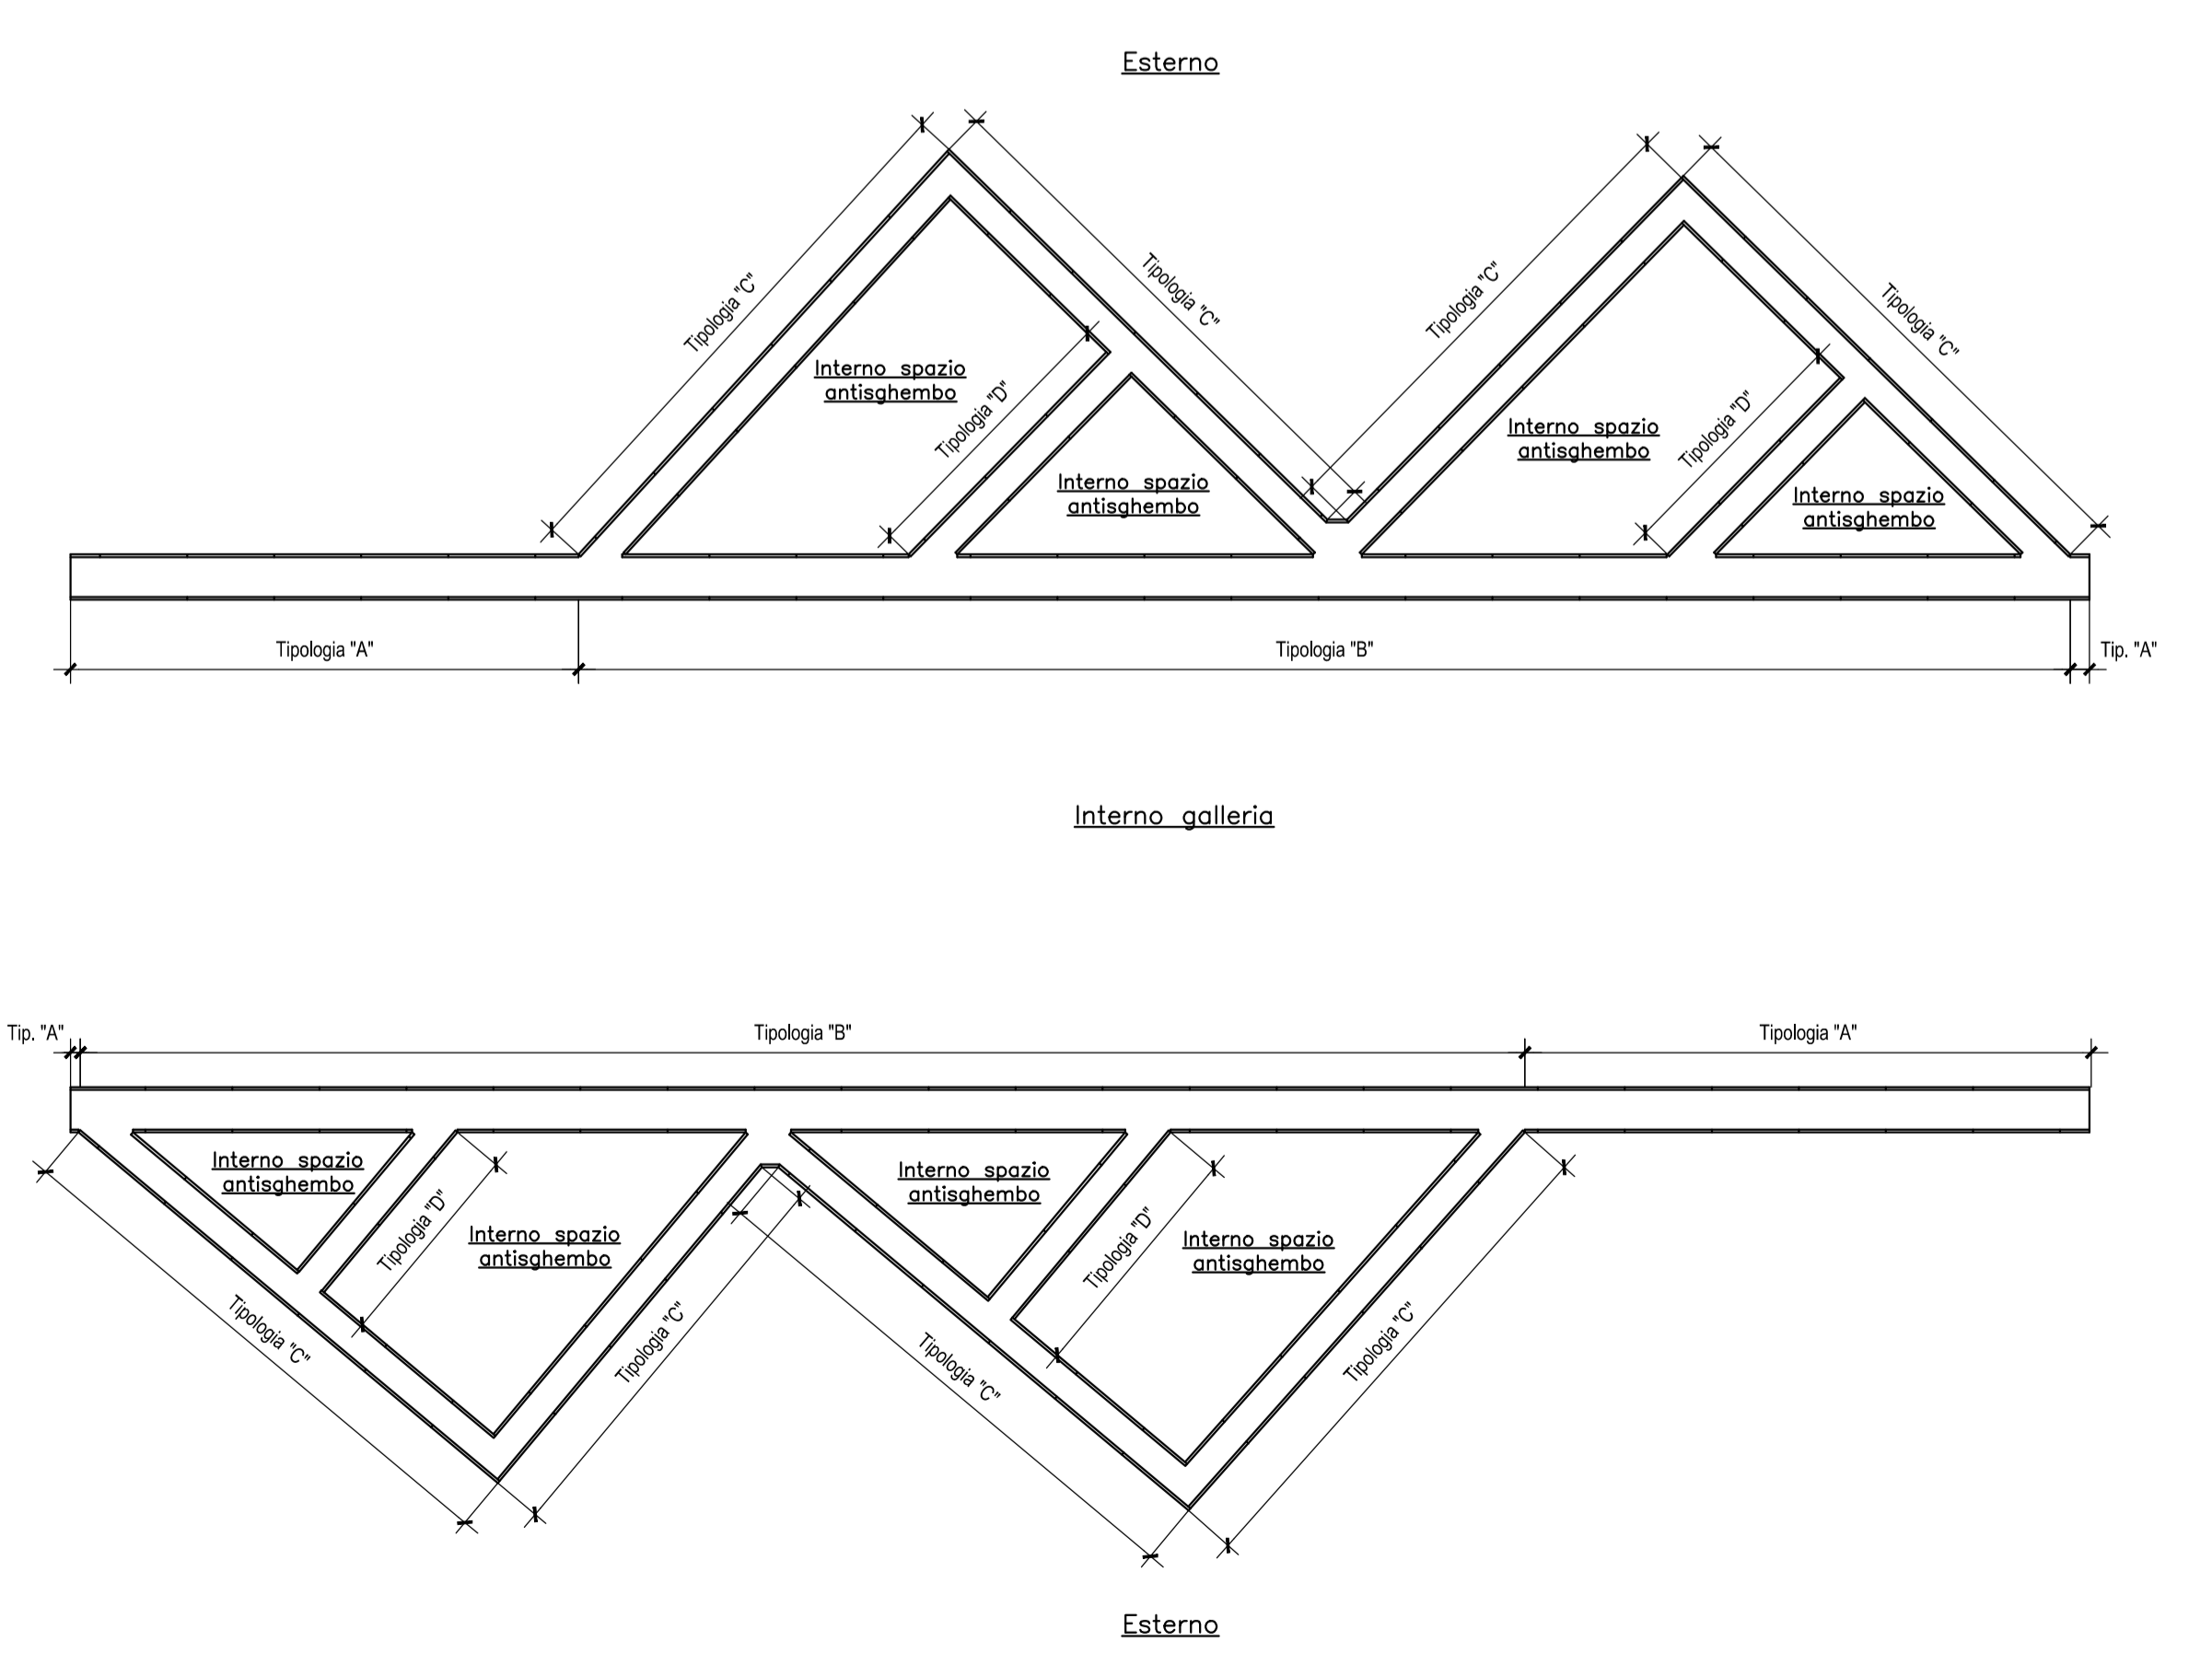 Esterno
Tipologia "C"
Tipologia "C"
Tipologia "C"
Tipologia "C"
Interno spazio
antisghembo
Tipologia "D"
Interno spazio
antisghembo
Interno spazio
antisghembo
Tipologia "D"
Interno spazio
antisghembo
Tipologia "A"
Tipologia "B"
Tip. "A"
Interno galleria
Tip. "A"
Tipologia "B"
Tipologia "A"
Interno spazio
antisghembo
Tipologia "D"
Interno spazio
antisghembo
Interno spazio
antisghembo
Tipologia "D"
Interno spazio
antisghembo
Tipologia "C"
Tipologia "C"
Tipologia "C"
Tipologia "C"
Esterno